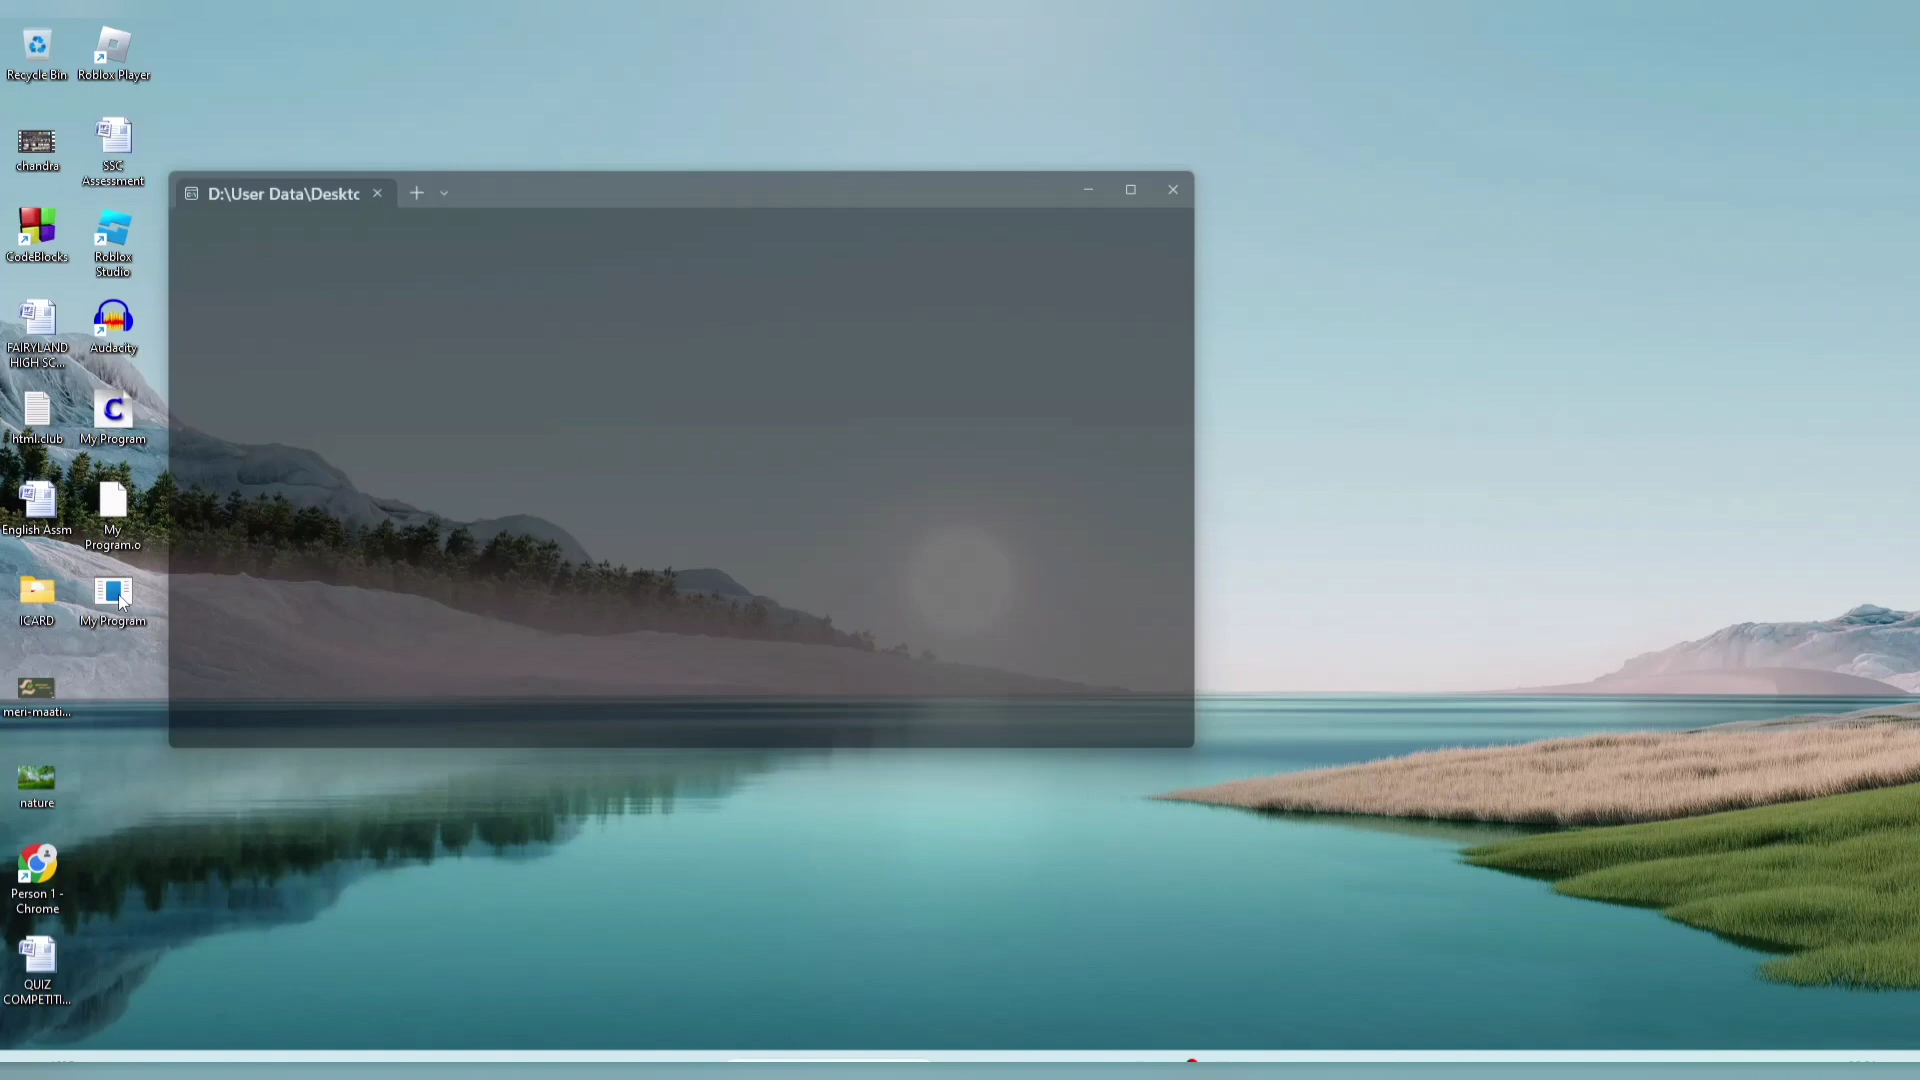 Recycle Bin
Roblox Player
chandra
SSC
Assessment
CodeBlocks
Roblox
Studio
FAIRYLAND
HIGH SC...
Audacity
html.club
C
My Program
English Assm
My
Program.o
ICARD
My Program
meri-maati...
nature
Person 1 -
Chrome
QUIZ
COMPETITI...
D:\User Data\Desktc